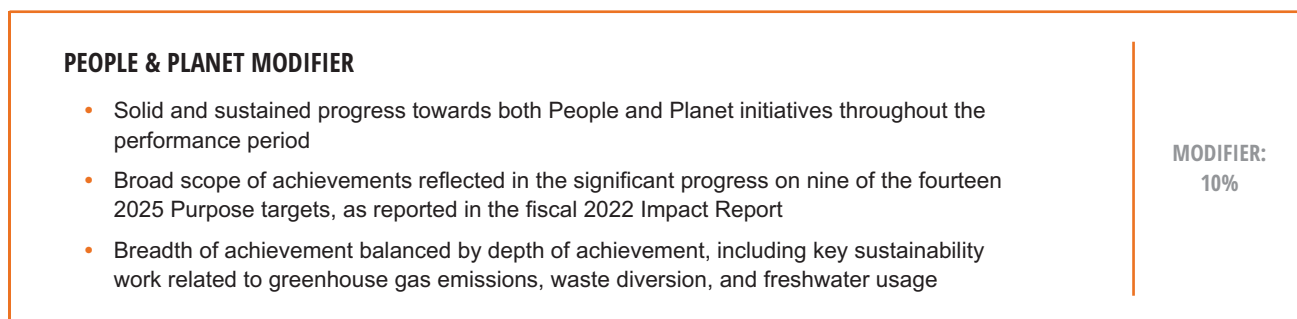 PEOPLE & PLANET MODIFIER
• Solid and sustained progress towards both People and Planet initiatives throughout the
performance period
• Broad scope of achievements reflected in the significant progress on nine of the fourteen
2025 Purpose targets, as reported in the fiscal 2022 Impact Report
• Breadth of achievement balanced by depth of achievement, including key sustainability
work related to greenhouse gas emissions, waste diversion, and freshwater usage
MODIFIER:
10%